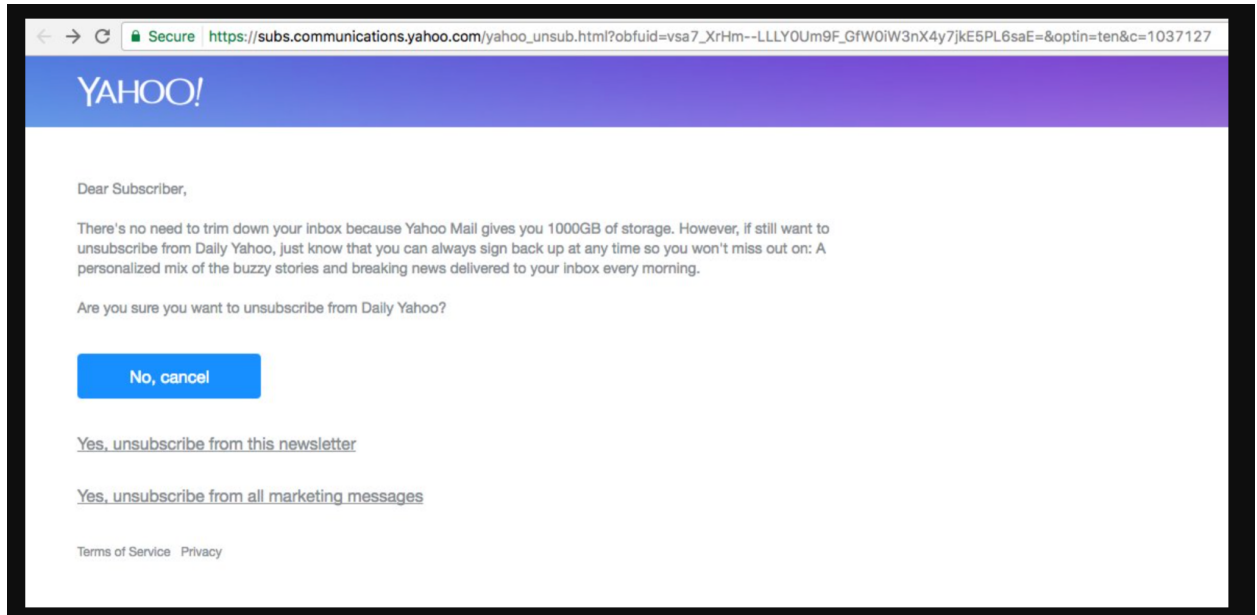 Secure https://subs.communications.yahoo.com/yahoo_unsub.html?obfuid=vsa7_XrHm--LLLY0Um9F_GfW0iW3nX4y7jkE5PL6saE=&optin=ten&c=1037127
YAHOO!
Dear Subscriber,
There's no need to trim down your inbox because Yahoo Mail gives you 1000GB of storage. However, if still want to
unsubscribe from Daily Yahoo, just know that you can always sign back up at any time so you won't miss out on: A
personalized mix of the buzzy stories and breaking news delivered to your inbox every morning.
Are you sure you want to unsubscribe from Daily Yahoo?
No, cancel
Yes, unsubscribe from this newsletter
Yes, unsubscribe from all marketing messages
Terms of Service Privacy